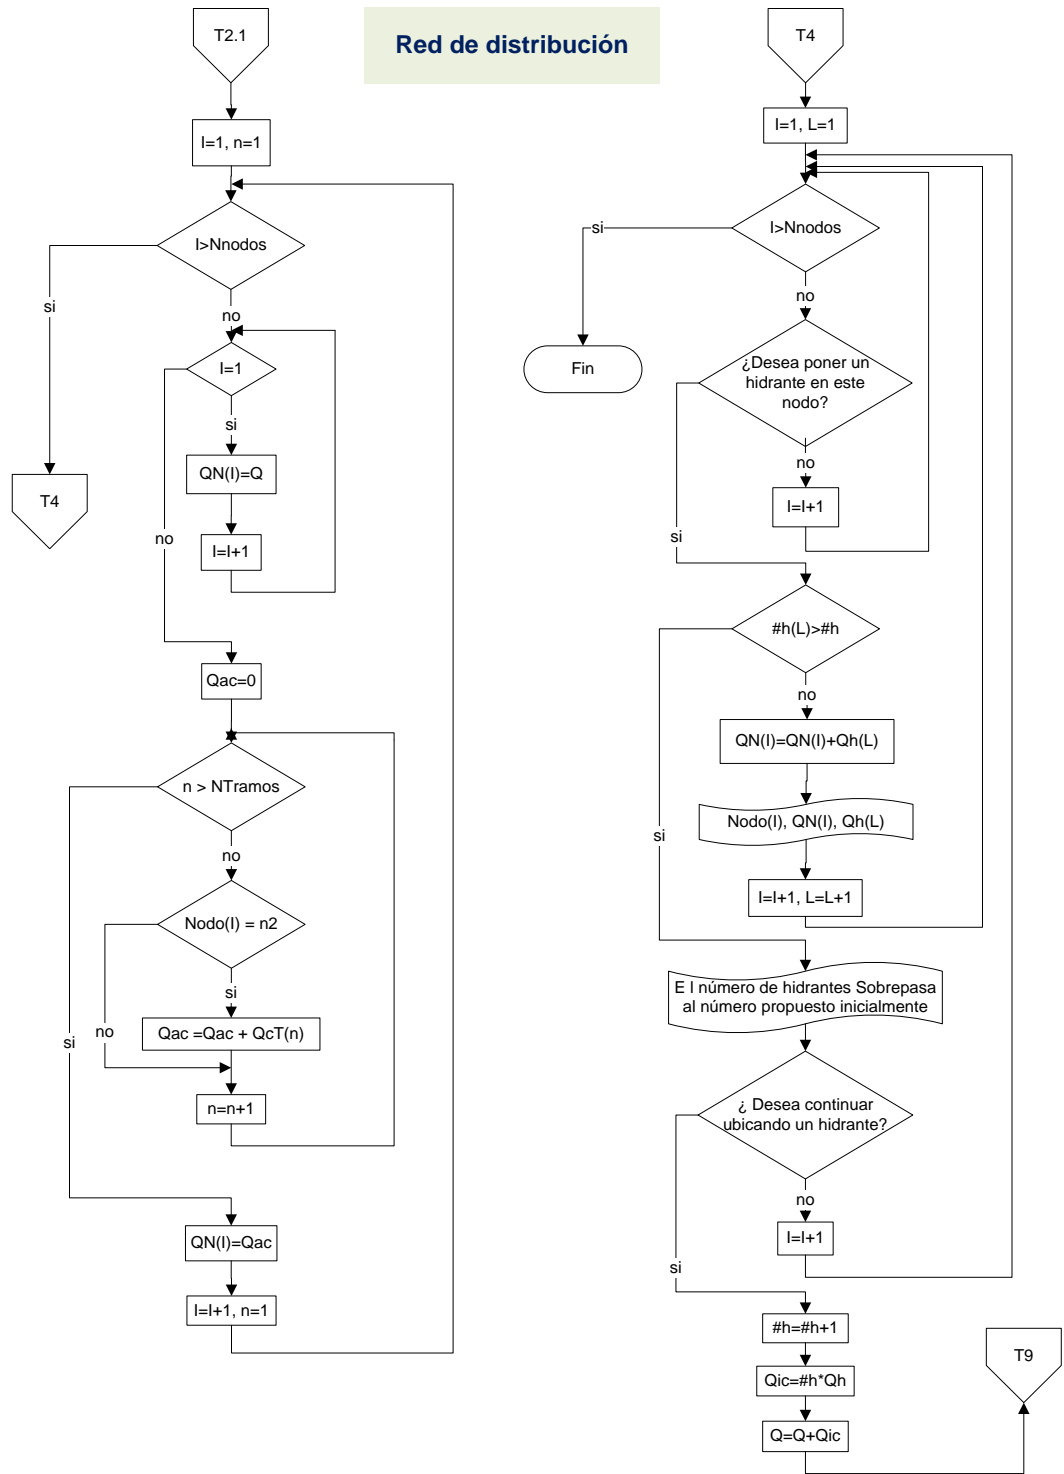 Red de distribución
T2.1
I=1, n=1
I>Nnodos
si
no
T4
I=1
si
no
QN(I)=Q
I=I+1
Qac=0
n > NTramos
no
si
Nodo(I) = n2
si
no
Qac =Qac + QcT(n)
n=n+1
QN(I)=Qac
I=I+1, n=1
T4
I=1, L=1
I>Nnodos
si
no
Fin
¿Desea poner un
hidrante en este
nodo?
no
si
I=I+1
#h(L)>#h
no
si
QN(I)=QN(I)+Qh(L)
Nodo(I), QN(I), Qh(L)
I=I+1, L=L+1
E l número de hidrantes Sobrepasa
al número propuesto inicialmente
¿ Desea continuar
ubicando un hidrante?
no
si
I=I+1
#h=#h+1
Qic=#h*Qh
Q=Q+Qic
T9